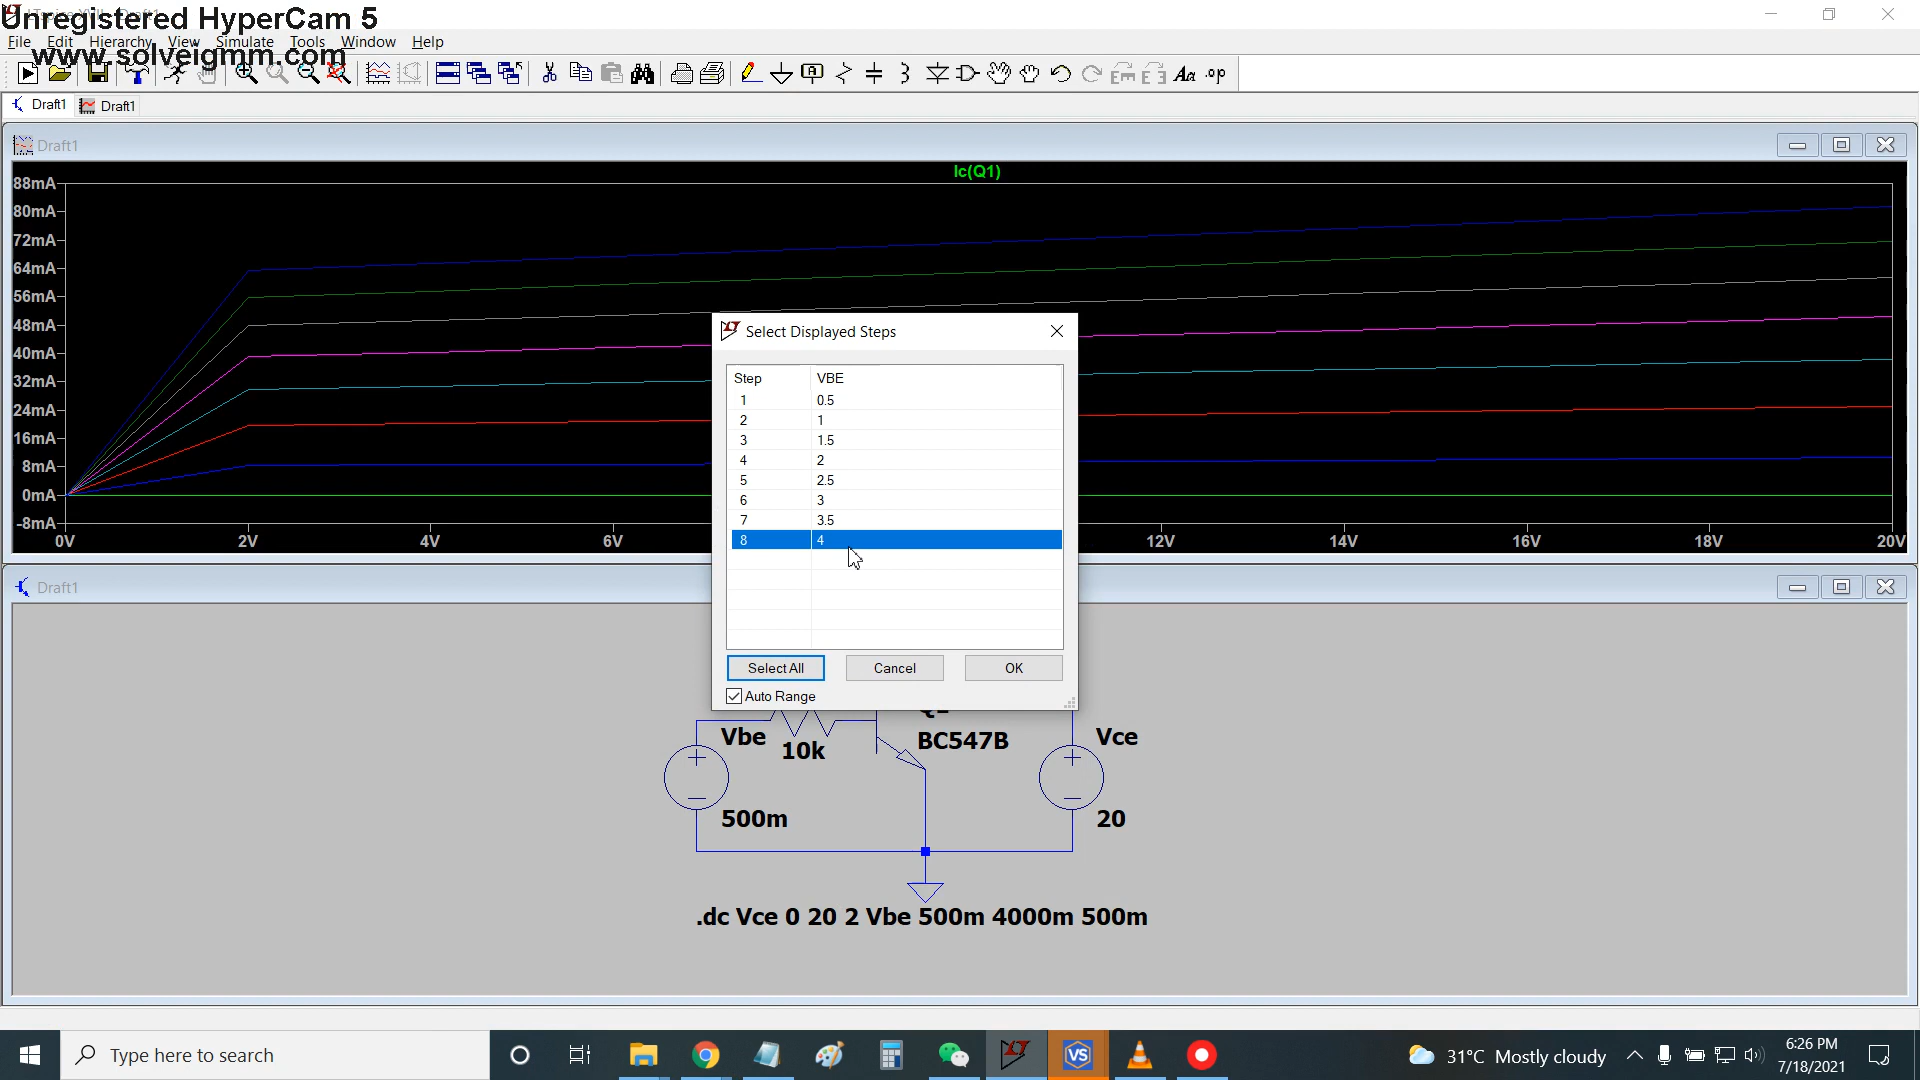 Unregistered HyperCam 5
www.solveigmm.com
File Edit Hierarchy View Simulate Tools Window Help
Draft1 Draft1
Draft1
Ic(Q1)
88mA
80mA
72mA
64mA
56mA
48mA
40mA
32mA
24mA
16mA
8mA
0mA
-8mA
0V 2V 4V 6V 12V 14V 16V 18V 20V
Select Displayed Steps
Step VBE
1 0.5
2 1
3 1.5
4 2
5 2.5
6 3
7 3.5
8 4
Select All Cancel OK
Auto Range
Draft1
Vbe
10k
BC547B
Vce
500m
20
.dc Vce 0 20 2 Vbe 500m 4000m 500m
Type here to search
31°C Mostly cloudy
6:26 PM
7/18/2021